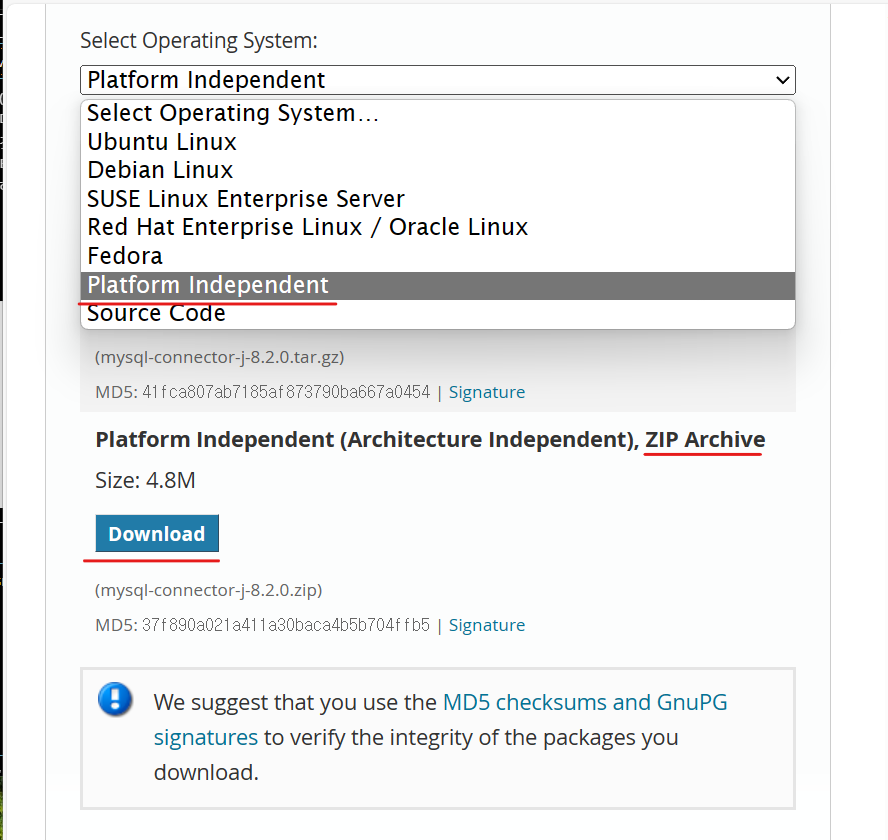 Select Operating System:
Platform Independent
Select Operating System…
Ubuntu Linux
Debian Linux
SUSE Linux Enterprise Server
Red Hat Enterprise Linux / Oracle Linux
Fedora
Platform Independent
Source Code
(mysql-connector-j-8.2.0.tar.gz)
MD5: 41fca807ab7185af873790ba667a0454 | Signature
Platform Independent (Architecture Independent), ZIP Archive
Size: 4.8M
Download
(mysql-connector-j-8.2.0.zip)
MD5: 37f890a021a411a30baca4b5b704ffb5 | Signature
We suggest that you use the MD5 checksums and GnuPG
signatures to verify the integrity of the packages you
download.